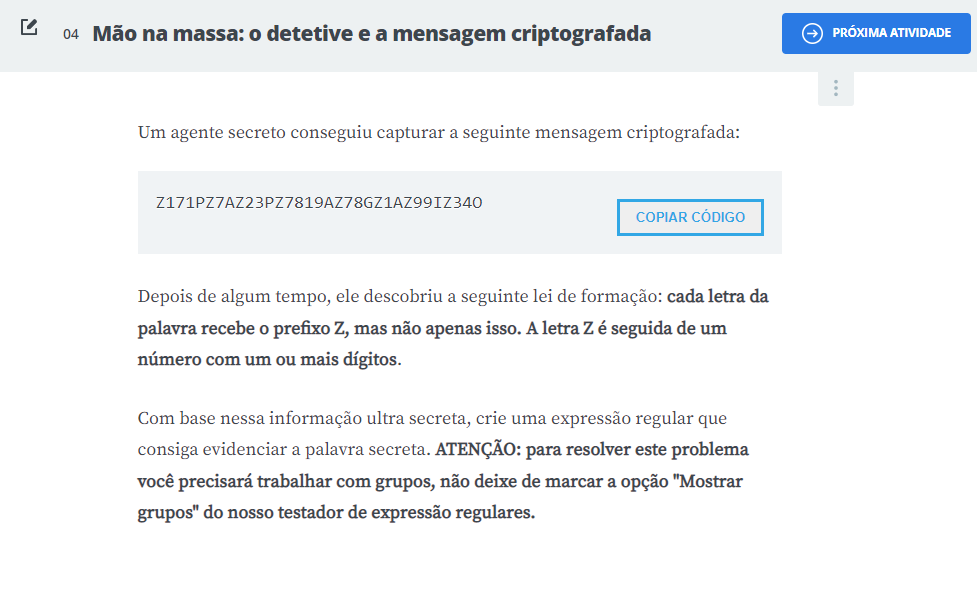 04 Mão na massa: o detetive e a mensagem criptografada
PRÓXIMA ATIVIDADE
Um agente secreto conseguiu capturar a seguinte mensagem criptografada:
Z171PZ7AZ23PZ7819AZ78GZ1AZ99IZ34O
COPIAR CÓDIGO
Depois de algum tempo, ele descobriu a seguinte lei de formação: cada letra da
palavra recebe o prefixo Z, mas não apenas isso. A letra Z é seguida de um
número com um ou mais dígitos.
Com base nessa informação ultra secreta, crie uma expressão regular que
consiga evidenciar a palavra secreta. ATENÇÃO: para resolver este problema
você precisará trabalhar com grupos, não deixe de marcar a opção "Mostrar
grupos" do nosso testador de expressão regulares.